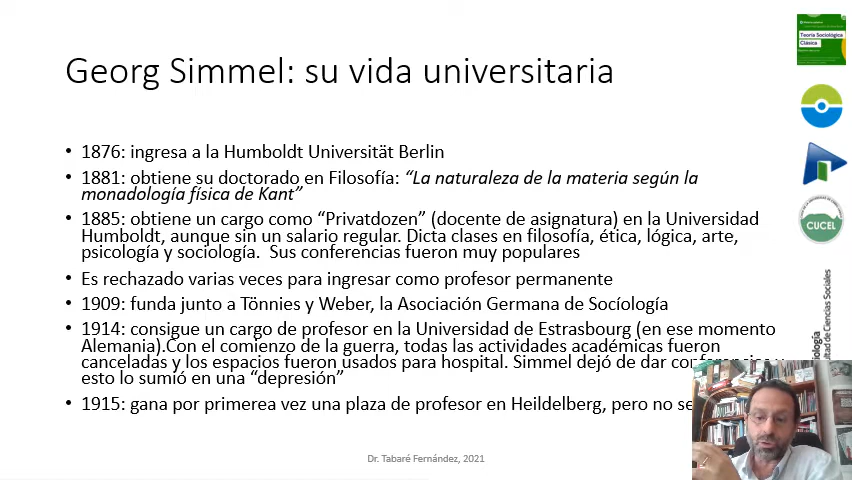 Georg Simmel: su vida universitaria
• 1876: ingresa a la Humboldt Universität Berlin
• 1881: obtiene su doctorado en Filosofía: “La naturaleza de la materia según la
monadología física de Kant”
• 1885: obtiene un cargo como “Privatdozen” (docente de asignatura) en la Universidad
Humboldt, aunque sin un salario regular. Dicta clases en filosofía, ética, lógica, arte,
psicología y sociología.  Sus conferencias fueron muy populares
• Es rechazado varias veces para ingresar como profesor permanente
• 1909: funda junto a Tönnies y Weber, la Asociación Germana de Socíología
• 1914: consigue un cargo de profesor en la Universidad de Estrasbourg (en ese momento
Alemania).Con el comienzo de la guerra, todas las actividades académicas fueron
canceladas y los espacios fueron usados para hospital. Simmel dejó de dar conferencias y
esto lo sumió en una “depresión”
• 1915: gana por primerea vez una plaza de profesor en Heildelberg, pero no se
Dr. Tabaré Fernández, 2021
Teoría Sociológica
Clásica
CUCEL
de Ciencias Sociales